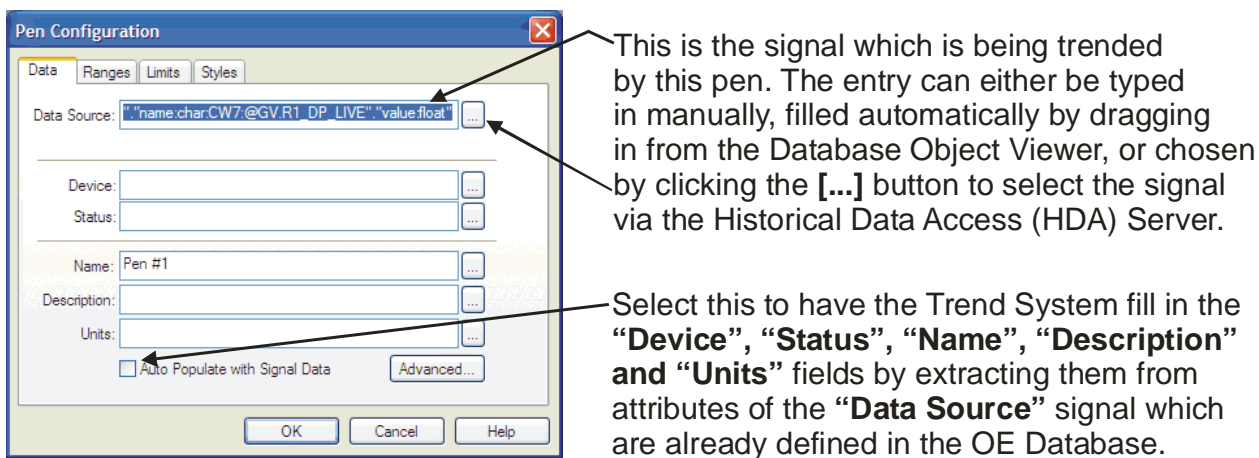 Pen Configuration
Data Ranges Limits Styles
Data Source: "."name:char:CW7:@GV.R1_DP_LIVE"."value:float" ...
Device: ...
Status: ...
Name: Pen #1 ...
Description: ...
Units: ...
Auto Populate with Signal Data Advanced...
OK Cancel Help
This is the signal which is being trended
by this pen. The entry can either be typed
in manually, filled automatically by dragging
in from the Database Object Viewer, or chosen
by clicking the [...] button to select the signal
via the Historical Data Access (HDA) Server.
Select this to have the Trend System fill in the
“Device”, “Status”, “Name”, “Description”
and “Units” fields by extracting them from
attributes of the “Data Source” signal which
are already defined in the OE Database.